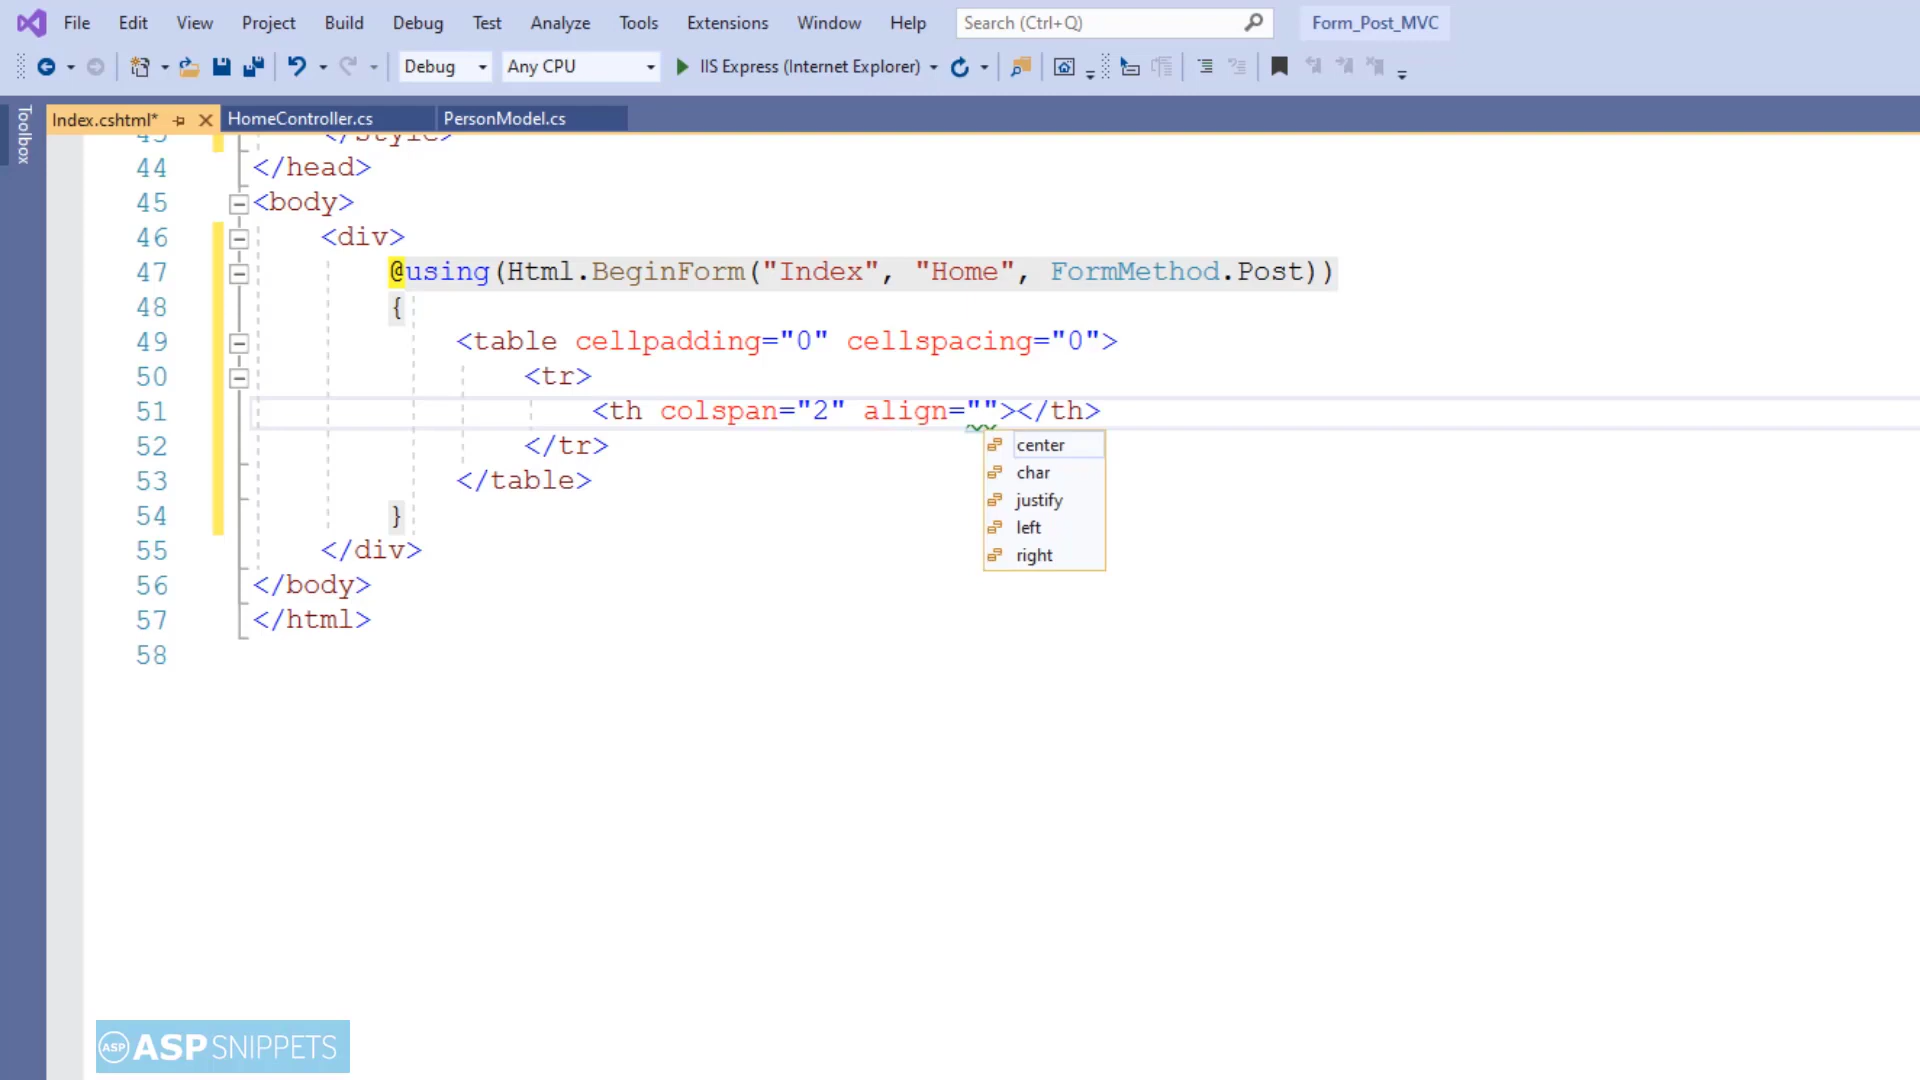 File Edit View Project Build Debug Test Analyze Tools Extensions Window Help Search (Ctrl+Q) Form_Post_MVC
Debug Any CPU IIS Express (Internet Explorer)
Toolbox
Index.cshtml* HomeController.cs PersonModel.cs
43 </style>
44 </head>
45 <body>
46 <div>
47 @using(Html.BeginForm("Index", "Home", FormMethod.Post))
48 {
49 <table cellpadding="0" cellspacing="0">
50 <tr>
51 <th colspan="2" align=""></th>
52 </tr>
53 </table>
54 }
55 </div>
56 </body>
57 </html>
58
center
char
justify
left
right
ASP ASPSNIPPETS